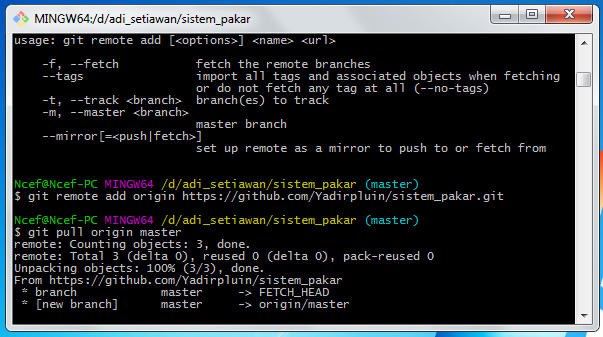 MINGW64:/d/adi_setiawan/sistem_pakar
usage: git remote add [<options>] <name> <url>
-f, --fetch fetch the remote branches
--tags import all tags and associated objects when fetching
or do not fetch any tag at all (--no-tags)
-t, --track <branch> branch(es) to track
-m, --master <branch>
master branch
--mirror[=<push|fetch>]
set up remote as a mirror to push to or fetch from
Ncef@Ncef-PC MINGW64 /d/adi_setiawan/sistem_pakar (master)
$ git remote add origin https://github.com/Yadirpluin/sistem_pakar.git
Ncef@Ncef-PC MINGW64 /d/adi_setiawan/sistem_pakar (master)
$ git pull origin master
remote: Counting objects: 3, done.
remote: Total 3 (delta 0), reused 0 (delta 0), pack-reused 0
Unpacking objects: 100% (3/3), done.
From https://github.com/Yadirpluin/sistem_pakar
* branch master -> FETCH_HEAD
* [new branch] master -> origin/master